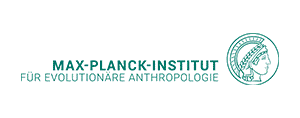 MAX-PLANCK-INSTITUT
FÜR EVOLUTIONÄRE ANTHROPOLOGIE